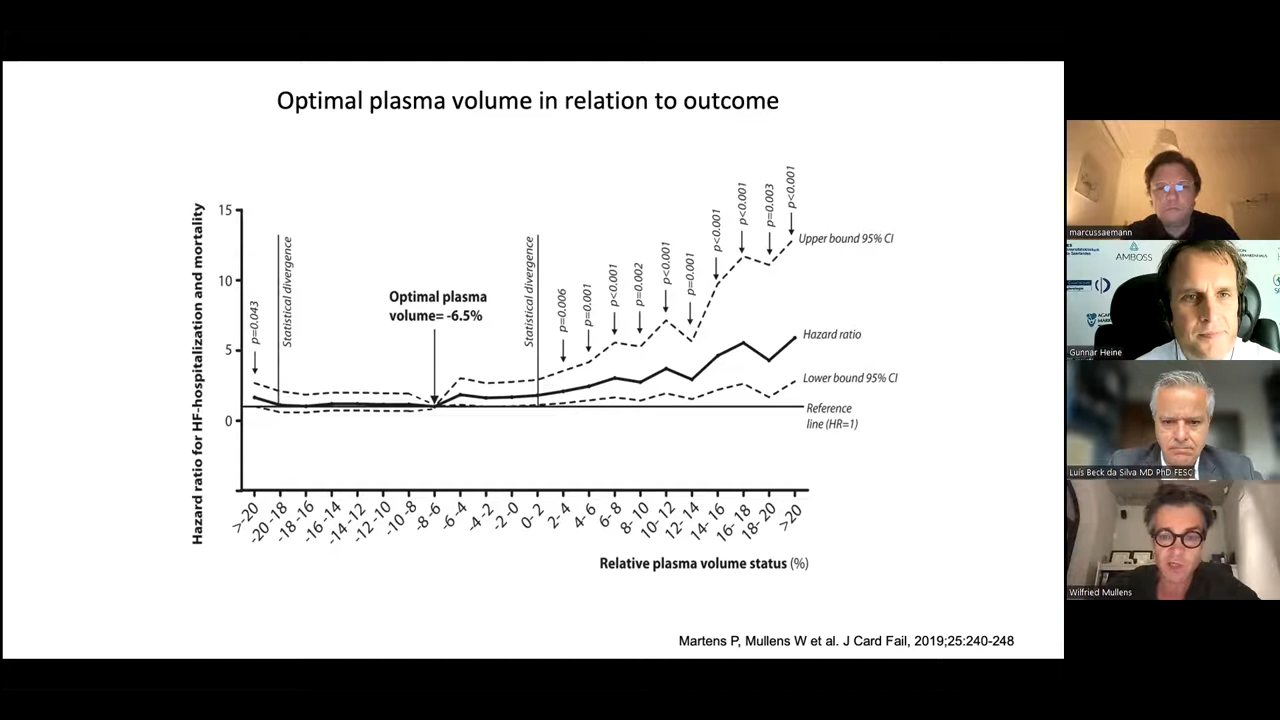 Optimal plasma volume in relation to outcome
Hazard ratio for HF-hospitalization and mortality
15
10
5
0
p=0.043
Statistical divergence
Optimal plasma
volume= -6.5%
Statistical divergence
p=0.006
p=0.001
p<0.001
p=0.002
p<0.001
p=0.001
p<0.001
p<0.001
p=0.003
p<0.001
Upper bound 95% CI
Hazard ratio
Lower bound 95% CI
Reference
line (HR=1)
>-20
-20 -18
-18 -16
-16 -14
-14 -12
-12 -10
-10 -8
-8 -6
-6 -4
-4 -2
-2 -0
0- 2
2- 4
4- 6
6- 8
8- 10
10- 12
12- 14
14- 16
16- 18
18- 20
>20
Relative plasma volume status (%)
Martens P, Mullens W et al. J Card Fail, 2019;25:240-248
marcussaemann
AMBOSS
Gunnar Heine
Luís Beck da Silva MD PhD FESC
Wilfried Mullens